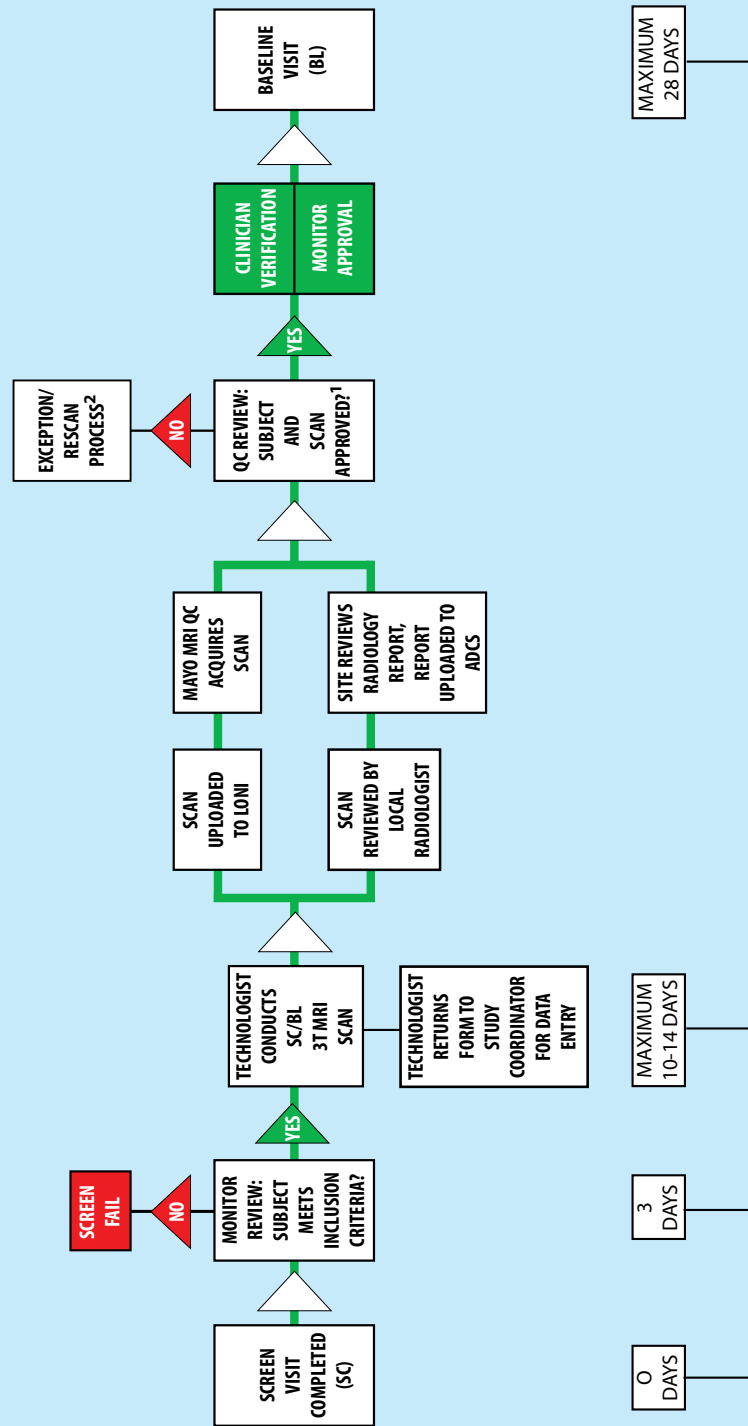 SCREEN
VISIT
COMPLETED
(SC)
MONITOR
REVIEW:
SUBJECT
MEETS
INCLUSION
CRITERIA?
NO
SCREEN
FAIL
YES
TECHNOLOGIST
CONDUCTS
SC/BL
3T MRI
SCAN
TECHNOLOGIST
RETURNS
FORM TO
STUDY
COORDINATOR
FOR DATA
ENTRY
SCAN
UPLOADED
TO LONI
MAYO MRI QC
ACQUIRES
SCAN
SCAN
REVIEWED BY
LOCAL
RADIOLOGIST
SITE REVIEWS
RADIOLOGY
REPORT,
REPORT
UPLOADED TO
ADCS
QC REVIEW:
SUBJECT
AND
SCAN
APPROVED?1
NO
EXCEPTION/
RESCAN
PROCESS2
YES
CLINICIAN
VERIFICATION
MONITOR
APPROVAL
BASELINE
VISIT
(BL)
O
DAYS
3
DAYS
MAXIMUM
10-14 DAYS
MAXIMUM
28 DAYS